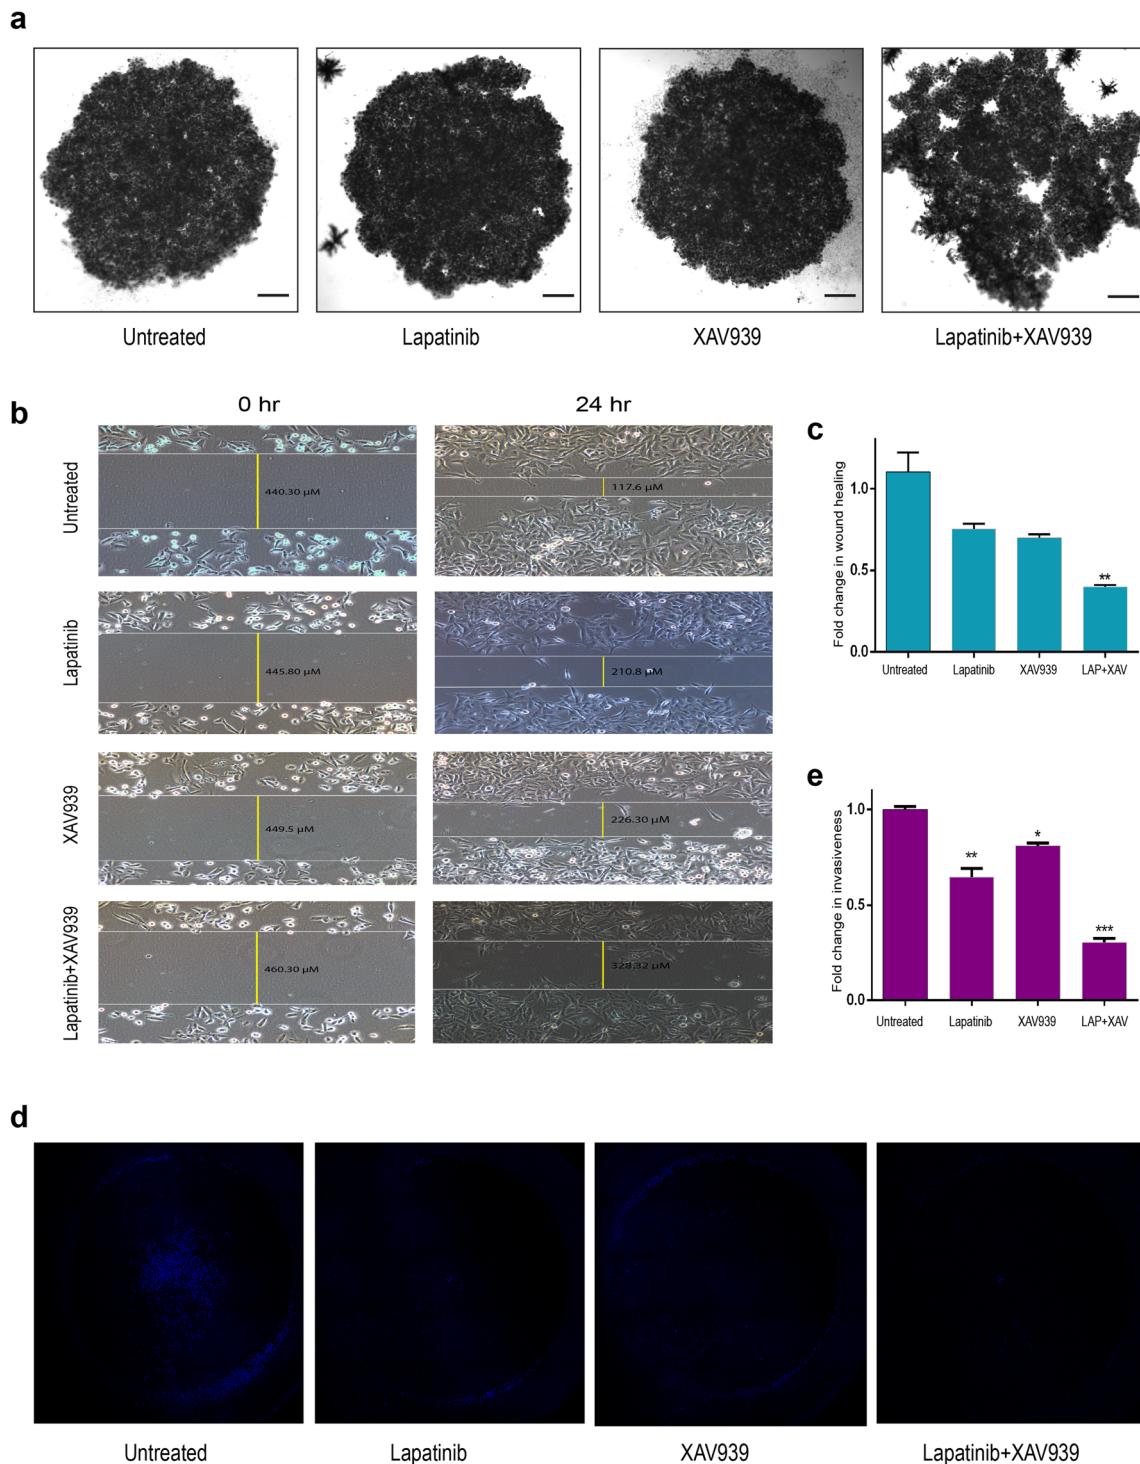 a
Untreated
Lapatinib
XAV939
Lapatinib+XAV939
b
0 hr
24 hr
Untreated
440.30 µM
117.6 µM
Lapatinib
445.80 µM
210.8 µM
XAV939
449.5 µM
226.30 µM
Lapatinib+XAV939
460.30 µM
328.32 µM
c
Fold change in wound healing
1.0
0.5
0.0
**
Untreated
Lapatinib
XAV939
LAP+XAV
e
Fold change in invasiveness
1.0
0.5
0.0
**
*
***
Untreated
Lapatinib
XAV939
LAP+XAV
d
Untreated
Lapatinib
XAV939
Lapatinib+XAV939